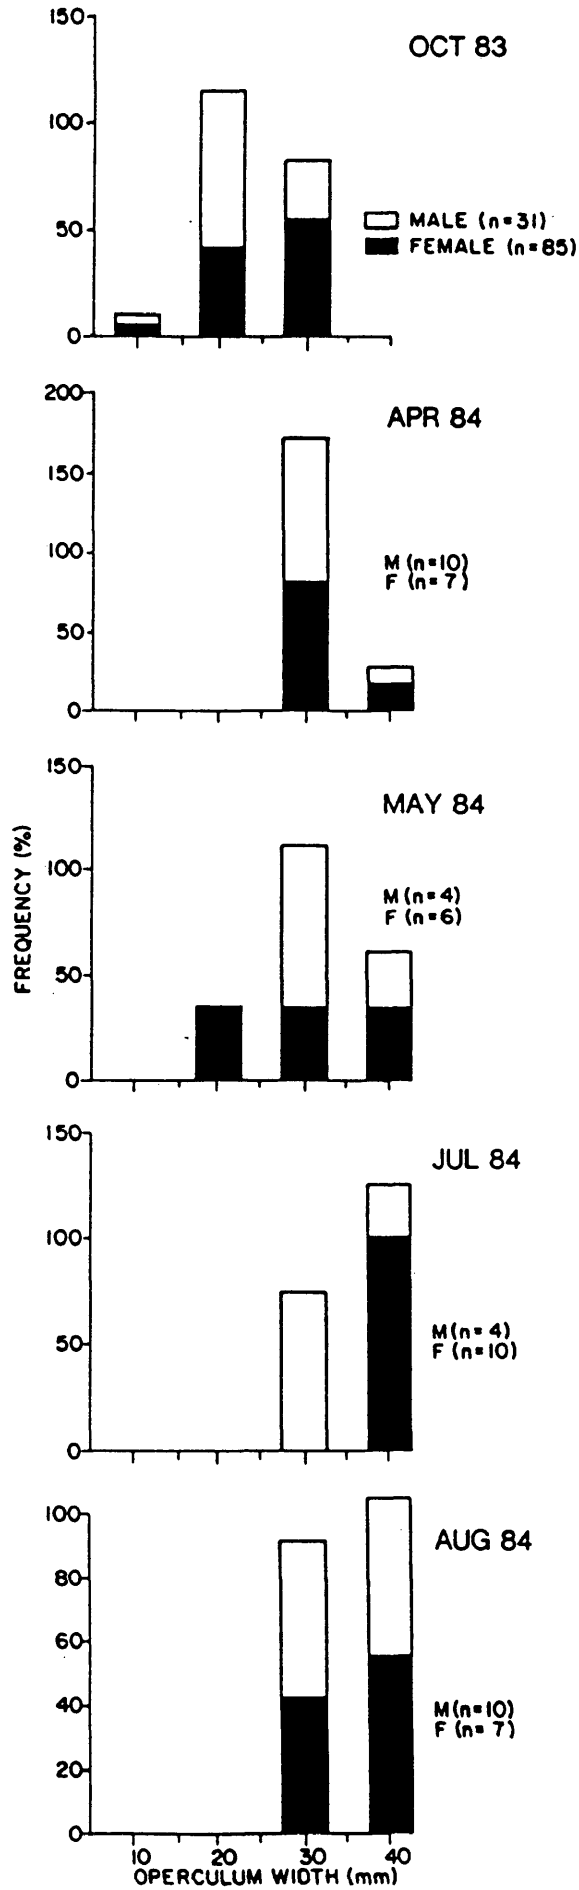 150
OCT 83
100
50
MALE (n=31)
FEMALE (n=85)
0
200
APR 84
150
100
M (n=10)
F (n=7)
50
0
150
MAY 84
100
M (n=4)
F (n=6)
50
0
FREQUENCY (%)
150
JUL 84
100
50
M (n=4)
F (n=10)
0
100
AUG 84
80
60
40
M (n=10)
F (n=7)
20
0
10 20 30 40
OPERCULUM WIDTH (mm)